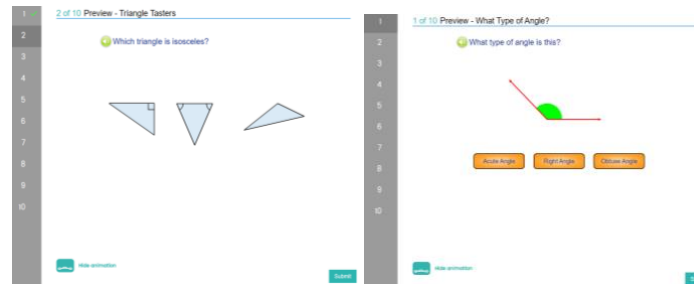 1
2 of 10 Preview - Triangle Tasters
2
Which triangle is isosceles?
3
4
5
6
7
8
9
10
Hide animation
Submit
1
1 of 10 Preview - What Type of Angle?
2
What type of angle is this?
3
4
5
6
7
8
Acute Angle
Right Angle
Obtuse Angle
9
10
Hide animation